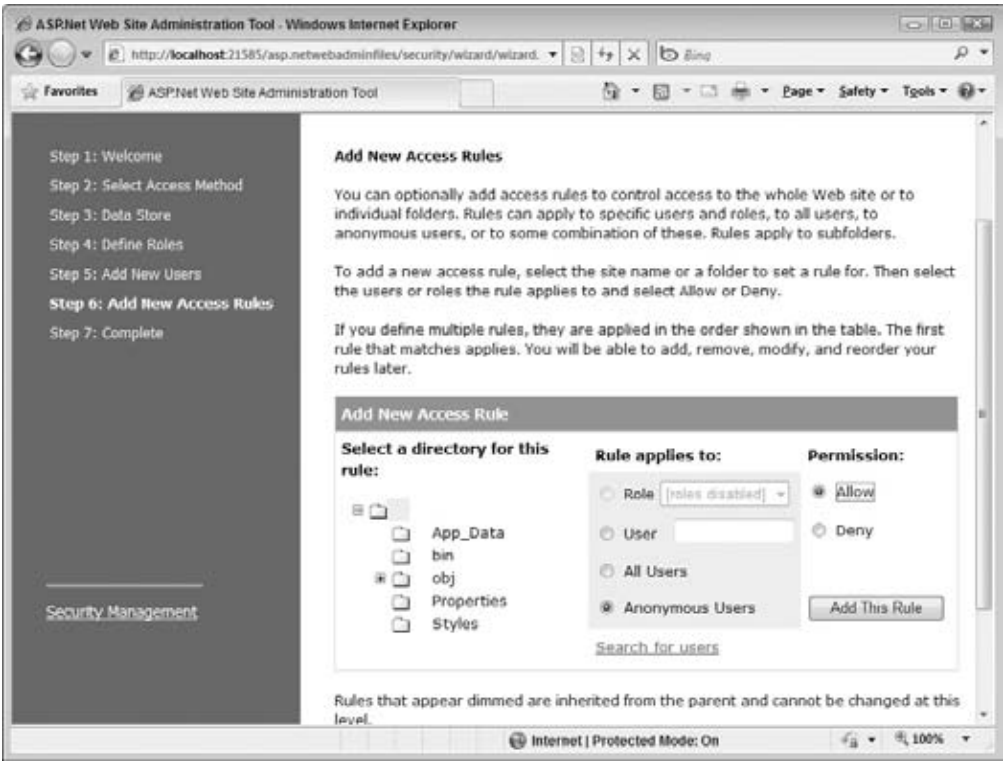 ASP.Net Web Site Administration Tool - Windows Internet Explorer
http://localhost:21585/asp.netwebadminfiles/security/wizard/wizard.
Bing
Favorites
ASP.Net Web Site Administration Tool
Page
Safety
Tools
Step 1: Welcome
Step 2: Select Access Method
Step 3: Data Store
Step 4: Define Roles
Step 5: Add New Users
Step 6: Add New Access Rules
Step 7: Complete
Security Management
Add New Access Rules
You can optionally add access rules to control access to the whole Web site or to
individual folders. Rules can apply to specific users and roles, to all users, to
anonymous users, or to some combination of these. Rules apply to subfolders.
To add a new access rule, select the site name or a folder to set a rule for. Then select
the users or roles the rule applies to and select Allow or Deny.
If you define multiple rules, they are applied in the order shown in the table. The first
rule that matches applies. You will be able to add, remove, modify, and reorder your
rules later.
Add New Access Rule
Select a directory for this
rule:
App_Data
bin
obj
Properties
Styles
Rule applies to:
Role [roles disabled]
User
All Users
Anonymous Users
Search for users
Permission:
Allow
Deny
Add This Rule
Rules that appear dimmed are inherited from the parent and cannot be changed at this
level.
Internet | Protected Mode: On
100%